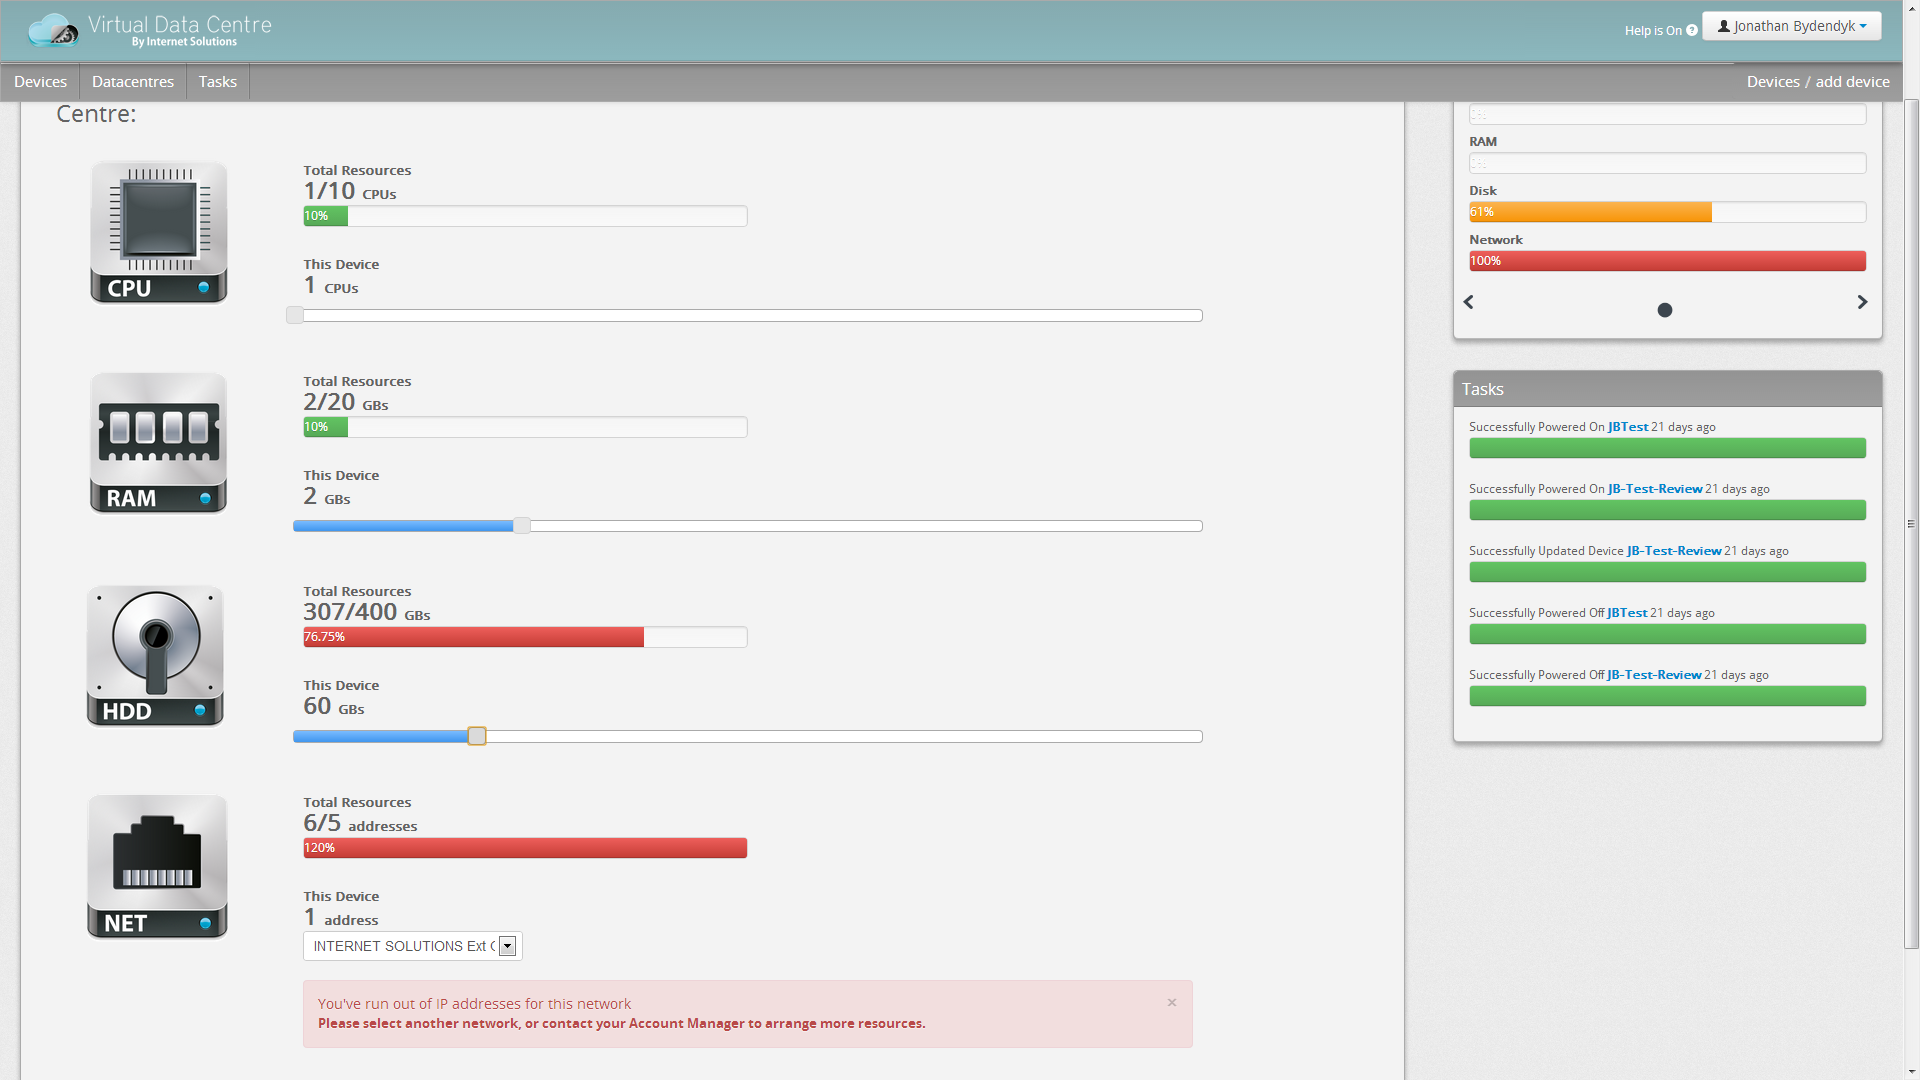 Virtual Data Centre
By Internet Solutions
Help is On ?
Jonathan Bydendyk
Devices
Datacentres
Tasks
Devices / add device
Centre:
CPU
Total Resources
1/10 CPUs
10%
This Device
1 CPUs
RAM
Total Resources
2/20 GBs
10%
This Device
2 GBs
HDD
Total Resources
307/400 GBs
76.75%
This Device
60 GBs
NET
Total Resources
6/5 addresses
120%
This Device
1 address
INTERNET SOLUTIONS Ext
You've run out of IP addresses for this network
×
Please select another network, or contact your Account Manager to arrange more resources.
RAM
Disk
61%
Network
100%
Tasks
Successfully Powered On JBTest 21 days ago
Successfully Powered On JB-Test-Review 21 days ago
Successfully Updated Device JB-Test-Review 21 days ago
Successfully Powered Off JBTest 21 days ago
Successfully Powered Off JB-Test-Review 21 days ago